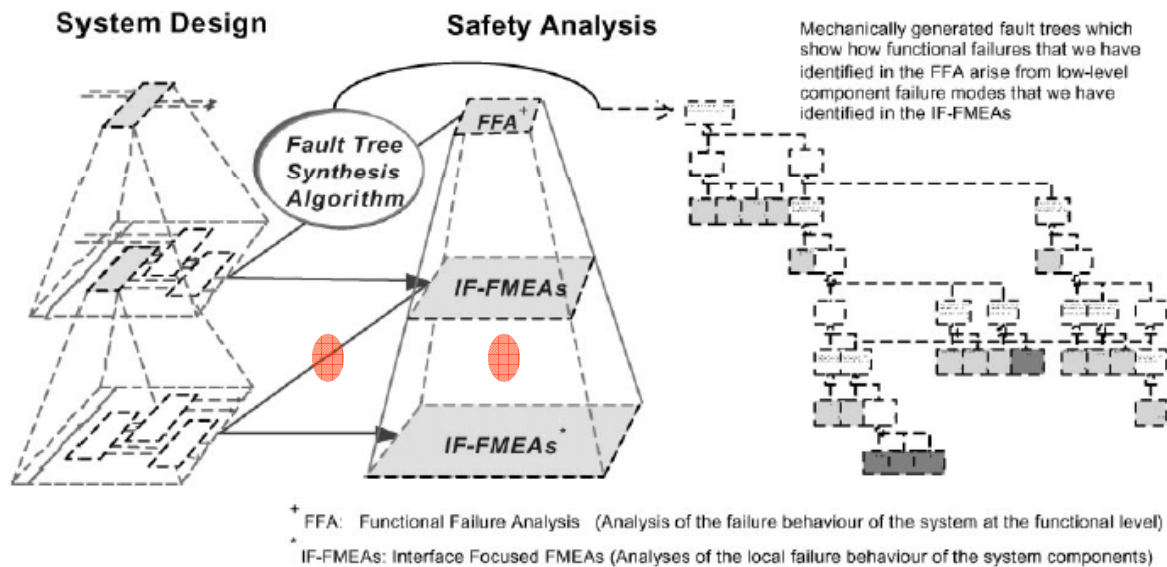 System Design
Safety Analysis
Mechanically generated fault trees which
show how functional failures that we have
identified in the FFA arise from low-level
component failure modes that we have
identified in the IF-FMEAs
FFA+
Fault Tree
Synthesis
Algorithm
IF-FMEAs
IF-FMEAs*
+ FFA: Functional Failure Analysis (Analysis of the failure behaviour of the system at the functional level)
* IF-FMEAs: Interface Focused FMEAs (Analyses of the local failure behaviour of the system components)